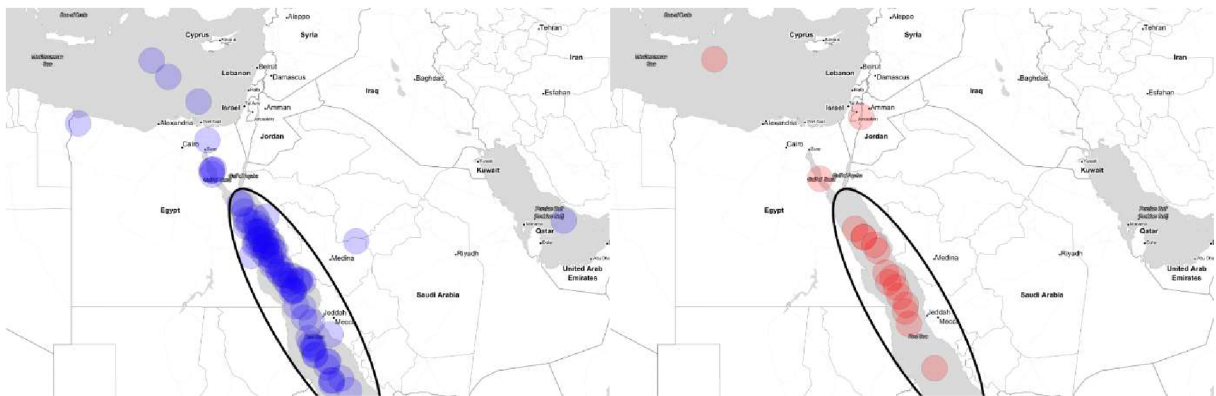 Aleppo
Cyprus
Syria
Tehran
Iran
Lebanon
Beirut
Damascus
Baghdad
Esfahan
Iraq
Israel
Amman
Alexandria
Jordan
Cairo
Kuwait
Egypt
Qatar
Medina
Riyadh
United Arab
Emirates
Saudi Arabia
Jeddah
Mecca
Aleppo
Cyprus
Syria
Tehran
Iran
Lebanon
Beirut
Damascus
Baghdad
Esfahan
Iraq
Israel
Amman
Alexandria
Jerusalem
Jordan
Cairo
Kuwait
Egypt
Qatar
Medina
Riyadh
United Arab
Emirates
Saudi Arabia
Jeddah
Mecca